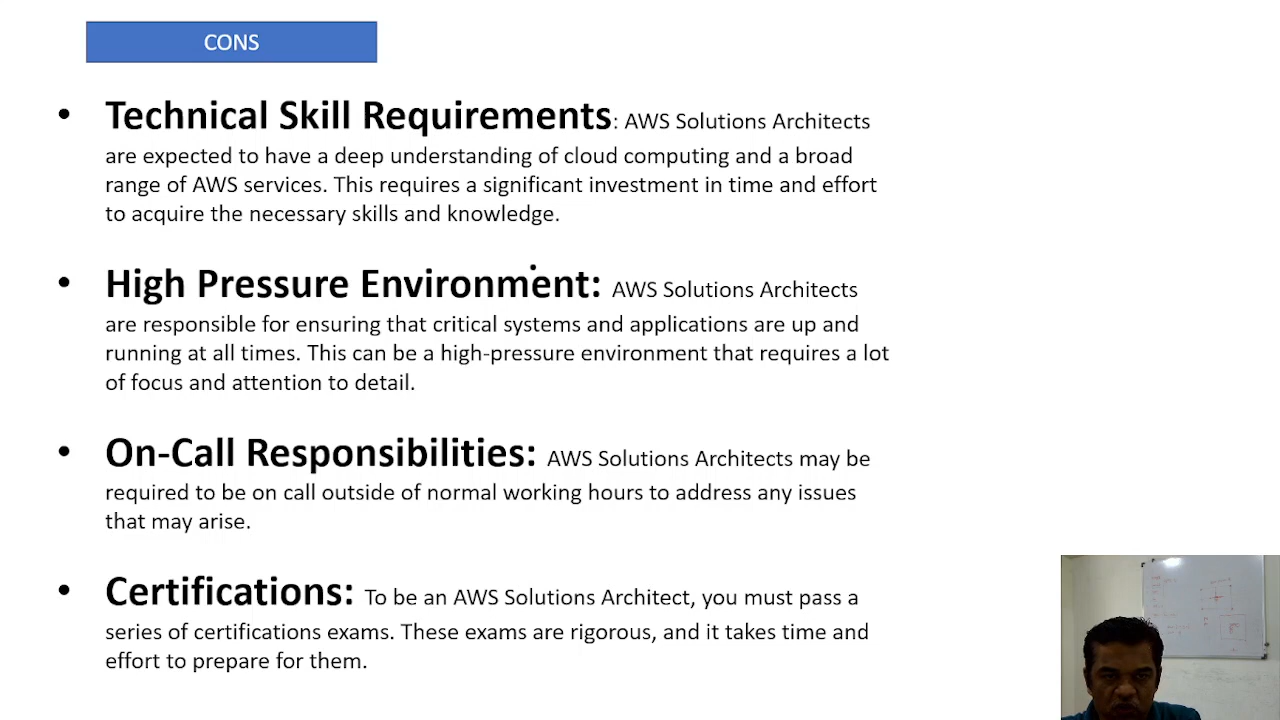 CONS
• Technical Skill Requirements: AWS Solutions Architects
are expected to have a deep understanding of cloud computing and a broad
range of AWS services. This requires a significant investment in time and effort
to acquire the necessary skills and knowledge.
• High Pressure Environment: AWS Solutions Architects
are responsible for ensuring that critical systems and applications are up and
running at all times. This can be a high-pressure environment that requires a lot
of focus and attention to detail.
• On-Call Responsibilities: AWS Solutions Architects may be
required to be on call outside of normal working hours to address any issues
that may arise.
• Certifications: To be an AWS Solutions Architect, you must pass a
series of certifications exams. These exams are rigorous, and it takes time and
effort to prepare for them.